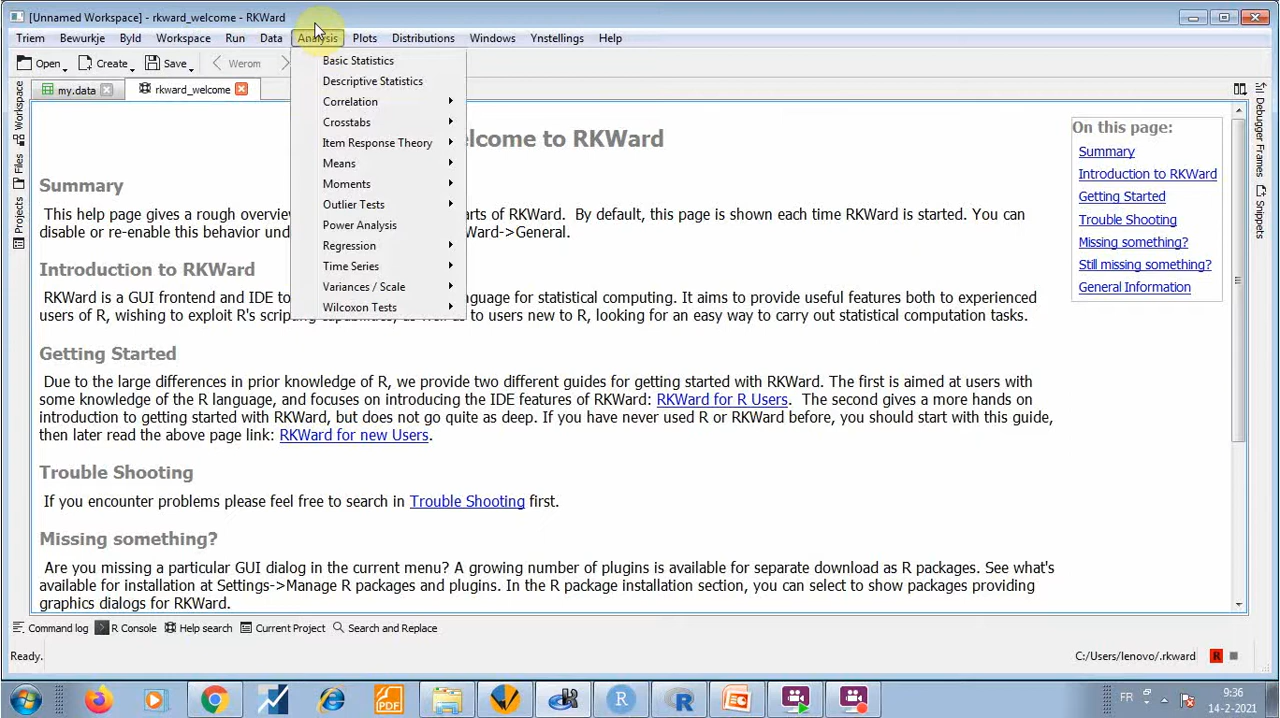 [Unnamed Workspace] - rkward_welcome - RKWard
Triem Bewurkje Byld Workspace Run Data Analysis Plots Distributions Windows Ynstellings Help
Open Create Save Werom
my.data rkward_welcome
Basic Statistics
Descriptive Statistics
Correlation
Crosstabs
Item Response Theory
Means
Moments
Outlier Tests
Power Analysis
Regression
Time Series
Variances / Scale
Wilcoxon Tests
Workspace
Files
Projects
elcome to RKWard
Summary
This help page gives a rough overview arts of RKWard. By default, this page is shown each time RKWard is started. You can
disable or re-enable this behavior und Ward->General.
Introduction to RKWard
RKWard is a GUI frontend and IDE to nguage for statistical computing. It aims to provide useful features both to experienced
users of R, wishing to exploit R's scripting capabilities, as well as to users new to R, looking for an easy way to carry out statistical computation tasks.
Getting Started
Due to the large differences in prior knowledge of R, we provide two different guides for getting started with RKWard. The first is aimed at users with
some knowledge of the R language, and focuses on introducing the IDE features of RKWard: RKWard for R Users. The second gives a more hands on
introduction to getting started with RKWard, but does not go quite as deep. If you have never used R or RKWard before, you should start with this guide,
then later read the above page link: RKWard for new Users.
Trouble Shooting
If you encounter problems please feel free to search in Trouble Shooting first.
Missing something?
Are you missing a particular GUI dialog in the current menu? A growing number of plugins is available for separate download as R packages. See what's
available for installation at Settings->Manage R packages and plugins. In the R package installation section, you can select to show packages providing
graphics dialogs for RKWard.
On this page:
Summary
Introduction to RKWard
Getting Started
Trouble Shooting
Missing something?
Still missing something?
General Information
Debugger Frames
Snippets
Command log R Console Help search Current Project Search and Replace
Ready. C:/Users/lenovo/.rkward R
PDF R R
FR 9:36
14-2-2021